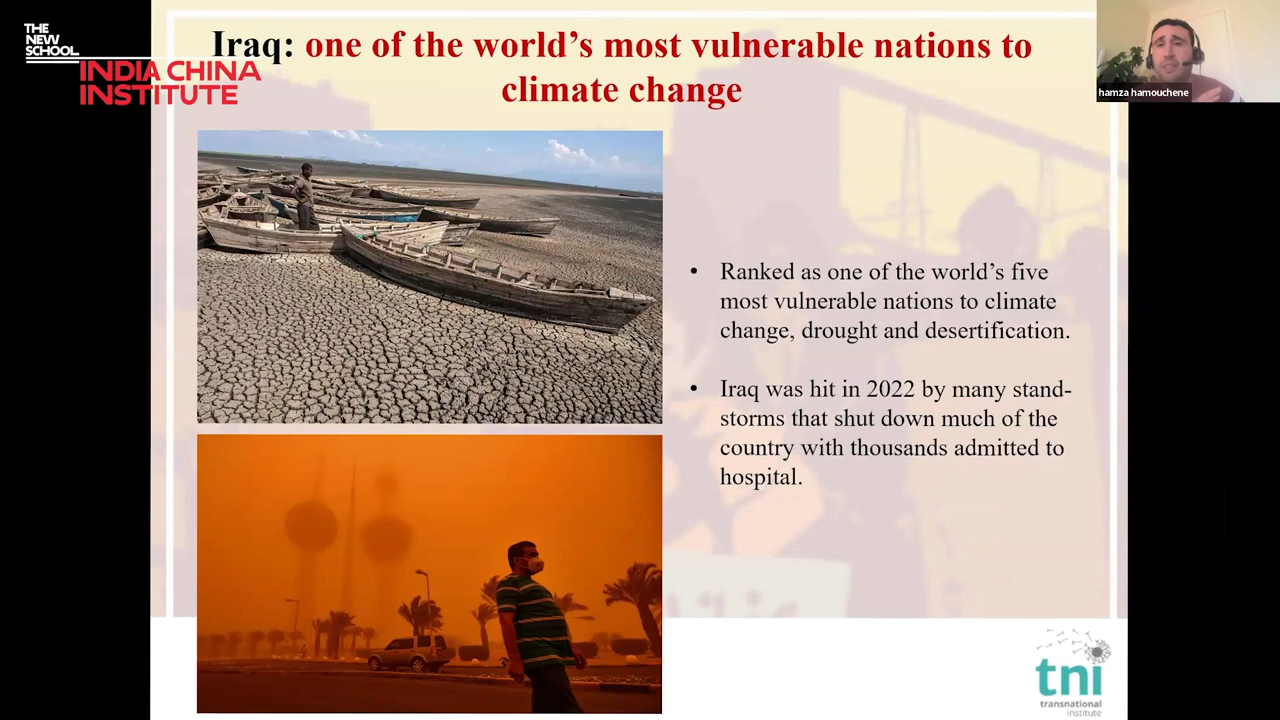 THE
NEW
SCHOOL
INDIA CHINA
INSTITUTE
Iraq: one of the world's most vulnerable nations to
climate change
hamza hamouchene
• Ranked as one of the world's five
most vulnerable nations to climate
change, drought and desertification.
• Iraq was hit in 2022 by many stand-
storms that shut down much of the
country with thousands admitted to
hospital.
tni
transnational
institute